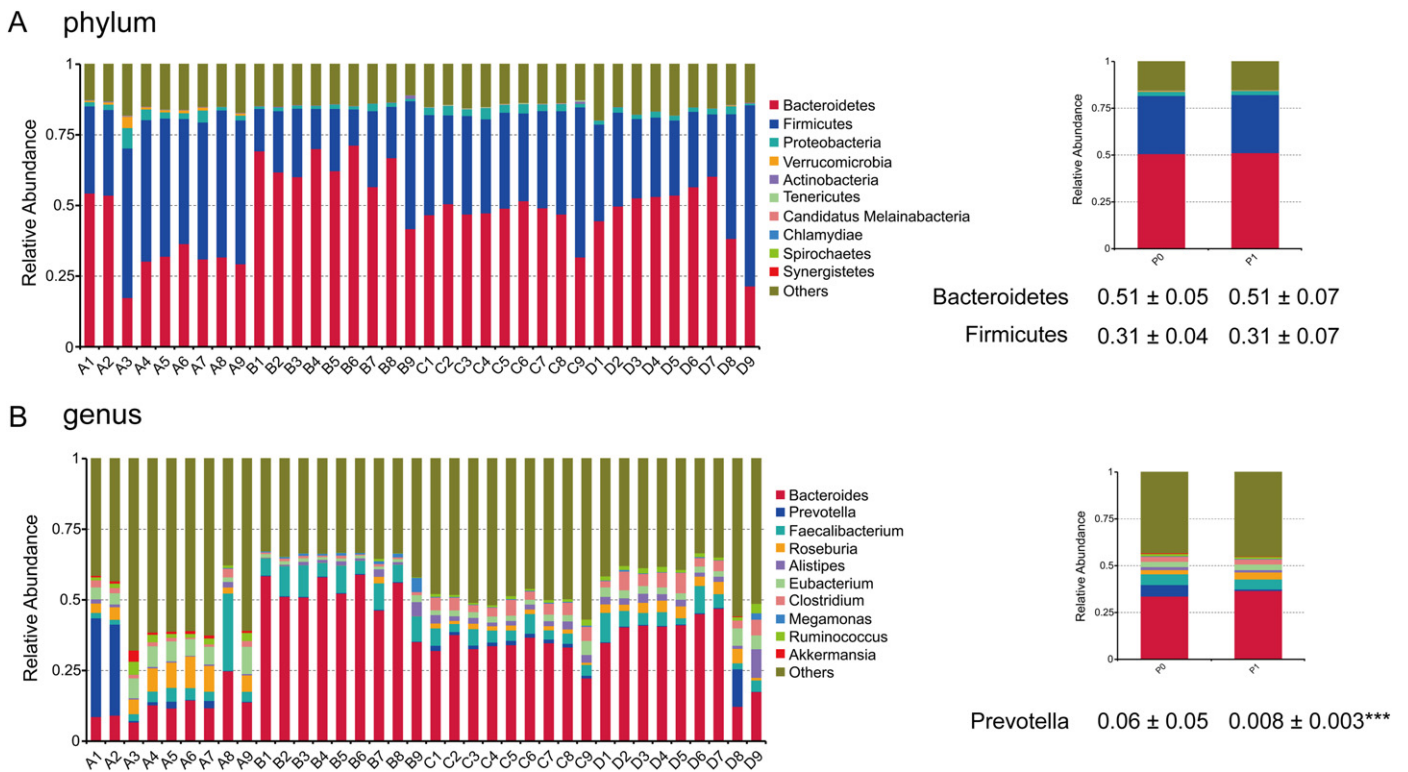 A phylum
1
0.75
0.5
0.25
0
Relative Abundance
A1 A2 A3 A4 A5 A6 A7 A8 A9 B1 B2 B3 B4 B5 B6 B7 B8 B9 C1 C2 C3 C4 C5 C6 C7 C8 C9 D1 D2 D3 D4 D5 D6 D7 D8 D9
Bacteroidetes
Firmicutes
Proteobacteria
Verrucomicrobia
Actinobacteria
Tenericutes
Candidatus Melainabacteria
Chlamydiae
Spirochaetes
Synergistetes
Others
1
0.75
0.5
0.25
0
Relative Abundance
P0 P1
Bacteroidetes 0.51 ± 0.05 0.51 ± 0.07
Firmicutes 0.31 ± 0.04 0.31 ± 0.07
B genus
1
0.75
0.5
0.25
0
Relative Abundance
A1 A2 A3 A4 A5 A6 A7 A8 A9 B1 B2 B3 B4 B5 B6 B7 B8 B9 C1 C2 C3 C4 C5 C6 C7 C8 C9 D1 D2 D3 D4 D5 D6 D7 D8 D9
Bacteroides
Prevotella
Faecalibacterium
Roseburia
Alistipes
Eubacterium
Clostridium
Megamonas
Ruminococcus
Akkermansia
Others
1
0.75
0.5
0.25
0
Relative Abundance
P0 P1
Prevotella 0.06 ± 0.05 0.008 ± 0.003***